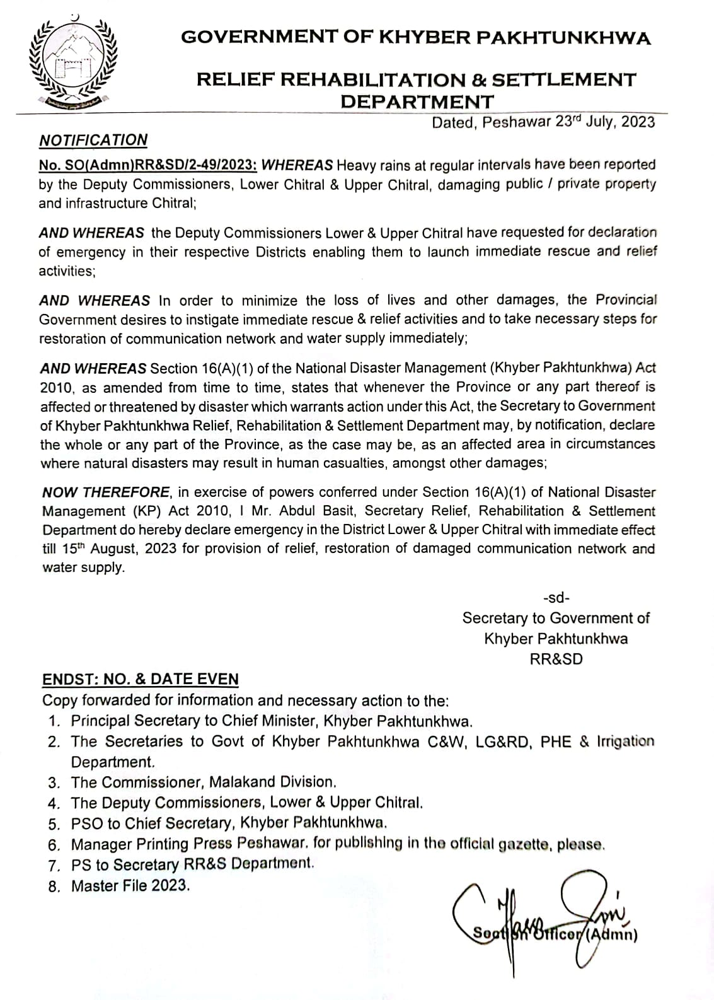 GOVERNMENT OF KHYBER PAKHTUNKHWA
RELIEF REHABILITATION & SETTLEMENT
DEPARTMENT
Dated, Peshawar 23rd July, 2023
NOTIFICATION
No. SO(Admn)RR&SD/2-49/2023: WHEREAS Heavy rains at regular intervals have been reported
by the Deputy Commissioners, Lower Chitral & Upper Chitral, damaging public / private property
and infrastructure Chitral;
AND WHEREAS the Deputy Commissioners Lower & Upper Chitral have requested for declaration
of emergency in their respective Districts enabling them to launch immediate rescue and relief
activities;
AND WHEREAS In order to minimize the loss of lives and other damages, the Provincial
Government desires to instigate immediate rescue & relief activities and to take necessary steps for
restoration of communication network and water supply immediately;
AND WHEREAS Section 16(A)(1) of the National Disaster Management (Khyber Pakhtunkhwa) Act
2010, as amended from time to time, states that whenever the Province or any part thereof is
affected or threatened by disaster which warrants action under this Act, the Secretary to Government
of Khyber Pakhtunkhwa Relief, Rehabilitation & Settlement Department may, by notification, declare
the whole or any part of the Province, as the case may be, as an affected area in circumstances
where natural disasters may result in human casualties, amongst other damages;
NOW THEREFORE, in exercise of powers conferred under Section 16(A)(1) of National Disaster
Management (KP) Act 2010, I Mr. Abdul Basit, Secretary Relief, Rehabilitation & Settlement
Department do hereby declare emergency in the District Lower & Upper Chitral with immediate effect
till 15th August, 2023 for provision of relief, restoration of damaged communication network and
water supply.
-sd-
Secretary to Government of
Khyber Pakhtunkhwa
RR&SD
ENDST: NO. & DATE EVEN
Copy forwarded for information and necessary action to the:
1. Principal Secretary to Chief Minister, Khyber Pakhtunkhwa.
2. The Secretaries to Govt of Khyber Pakhtunkhwa C&W, LG&RD, PHE & Irrigation
Department.
3. The Commissioner, Malakand Division.
4. The Deputy Commissioners, Lower & Upper Chitral.
5. PSO to Chief Secretary, Khyber Pakhtunkhwa.
6. Manager Printing Press Peshawar. for publishing in the official gazette, please.
7. PS to Secretary RR&S Department.
8. Master File 2023.
Section Officer (Admn)